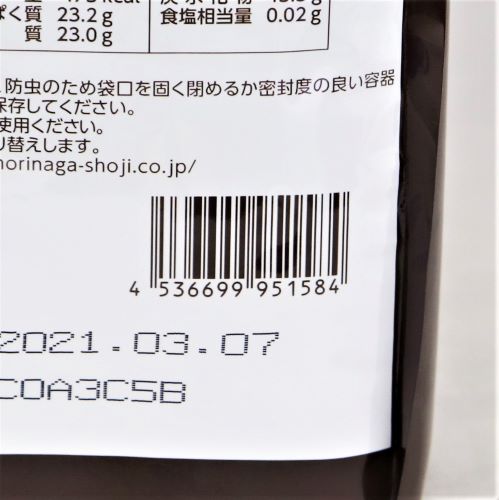 ぱく質 23.2 g
食塩相当量 0.02 g
質 23.0 g
防虫のため袋口を固く閉めるか密封度の良い容器
保存してください。
使用ください。
り替えします。
morinaga-shoji.co.jp/
4 536699 951584
2021.03.07
C0A3C5B